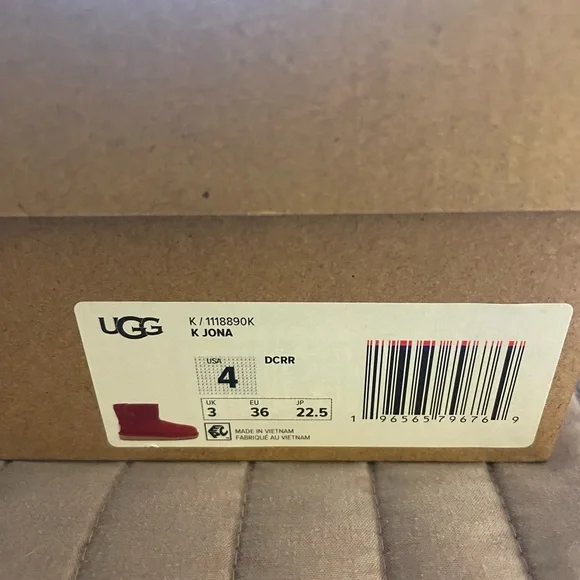 UGG
K / 1118890K
K JONA
USA
4
DCRR
UK EU JP
3 36 22.5
MADE IN VIETNAM
FABRIQUÉ AU VIETNAM
1 96565 79676 9